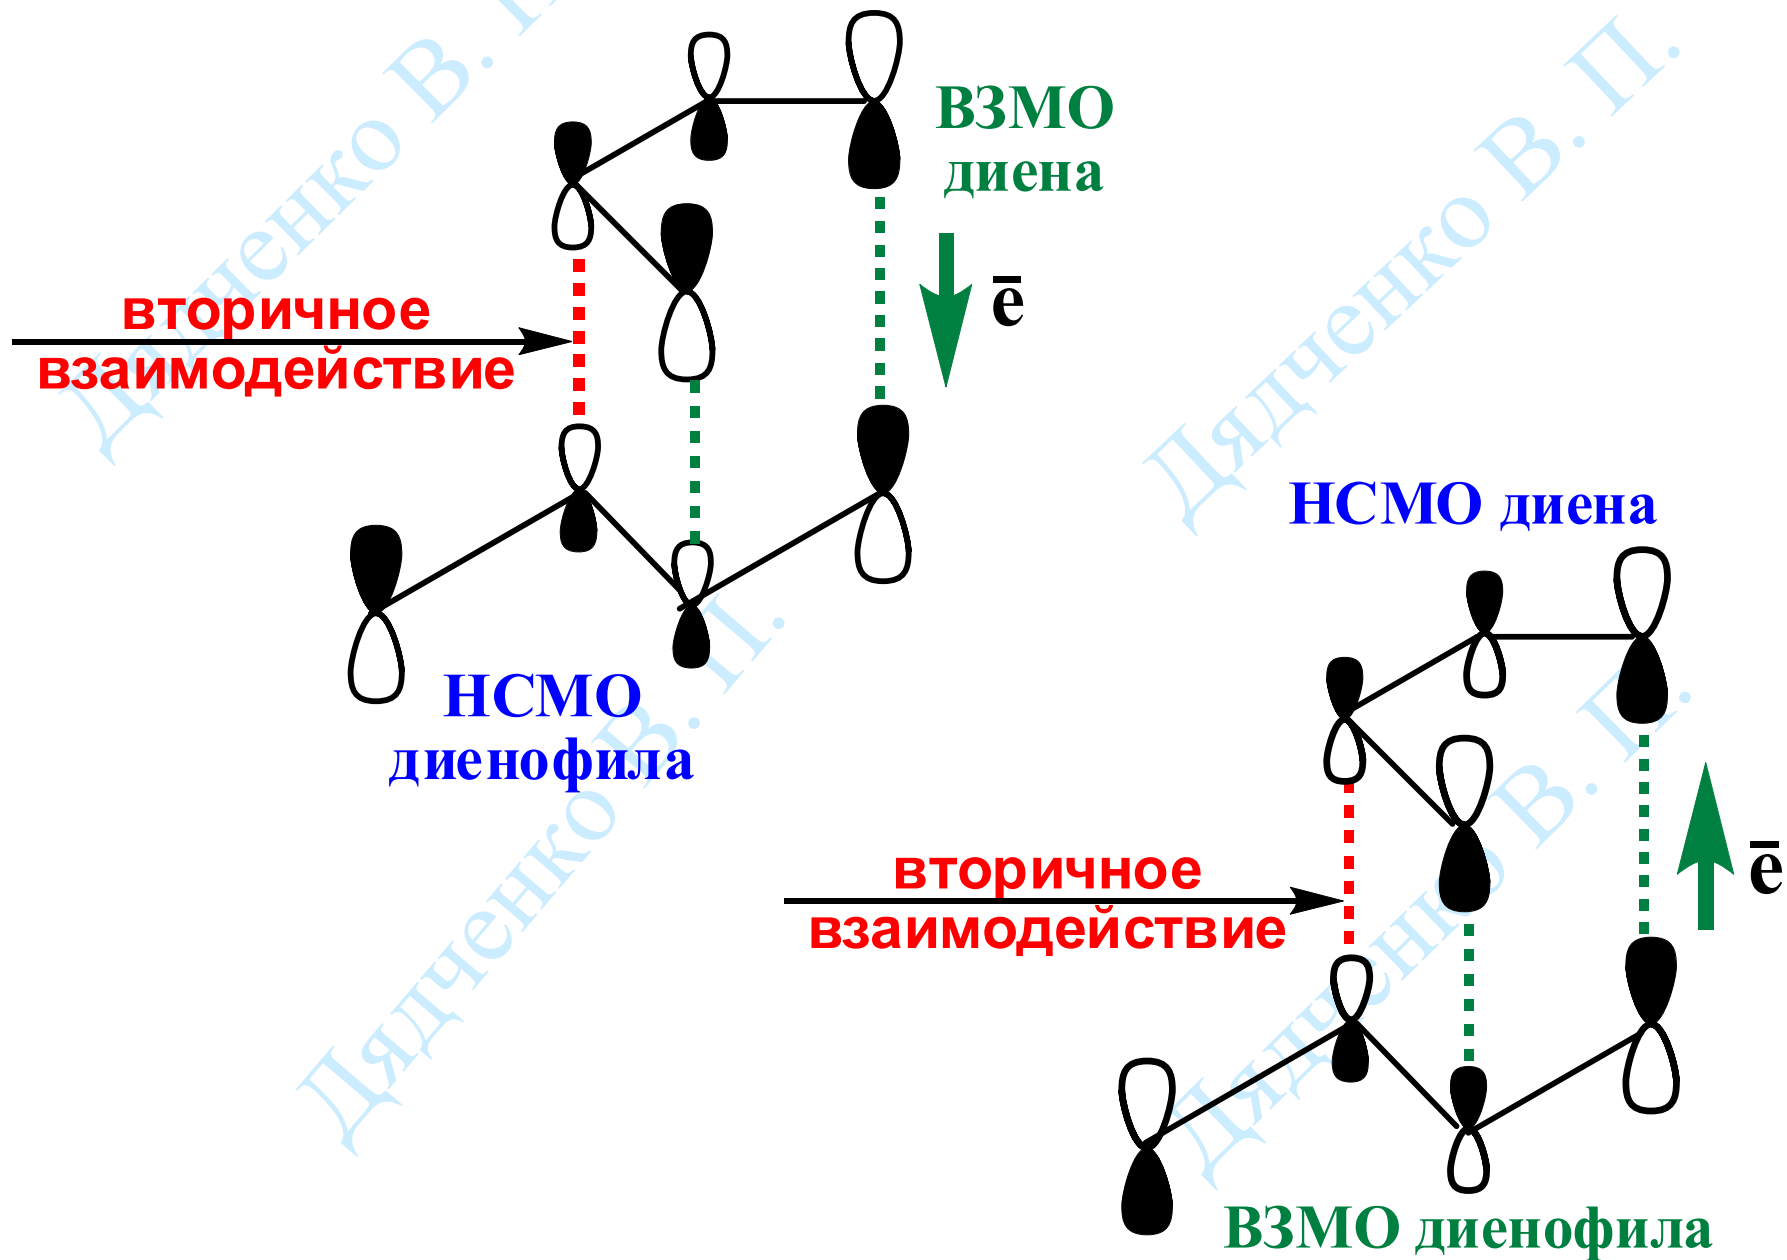 ВЗМО
диена
ē
вторичное
взаимодействие
НСМО
диенофила
НСМО диена
ē
вторичное
взаимодействие
ВЗМО диенофила
Дядченко В. П.
Дядченко В. П.
Дядченко В. П.
Дядченко В. П.